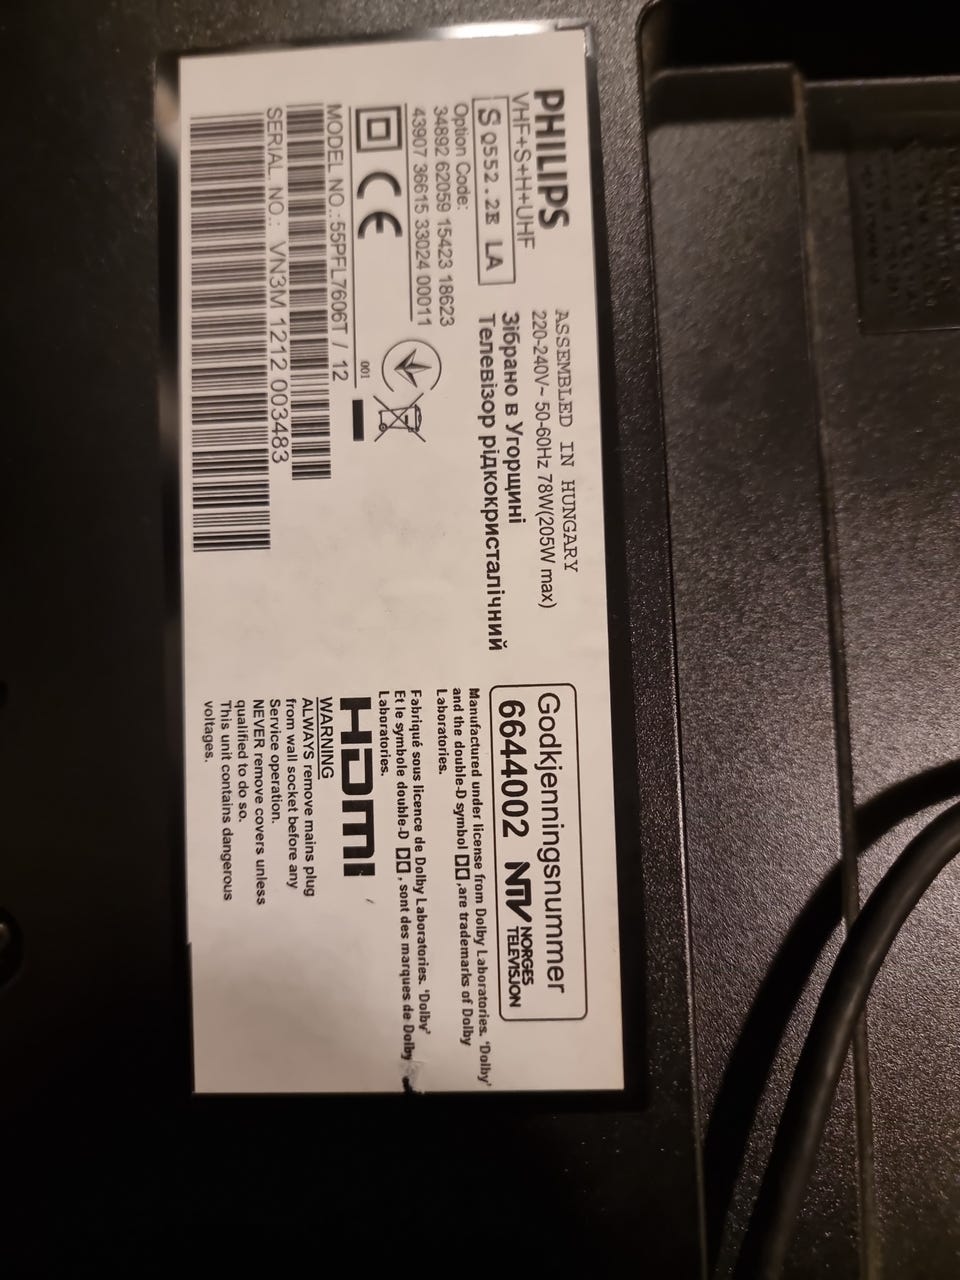 PHILIPS
VHF+S+H+UHF
S Q552.2E LA
Option Code:
34892 62059 15423 18623
43907 36615 33024 00011
CE
001
MODEL NO.:55PFL7606T / 12
SERIAL. NO.: VN3M 1212 003483
ASSEMBLED IN HUNGARY
220-240V~ 50-60Hz 78W(205W max)
Зібрано в Угорщині
Телевізор рідкокристалічний
Godkjenningsnummer
6644002 NTV NORGES
TELEVISJON
Manufactured under license from Dolby Laboratories. 'Dolby'
and the double-D symbol ,are trademarks of Dolby
Laboratories.
Fabriqué sous licence de Dolby Laboratories. 'Dolby'
Et le symbole double-D , sont des marques de Dolby
Laboratories.
HDMI
WARNING
ALWAYS remove mains plug
from wall socket before any
Service operation.
NEVER remove covers unless
qualified to do so.
This unit contains dangerous
voltages.